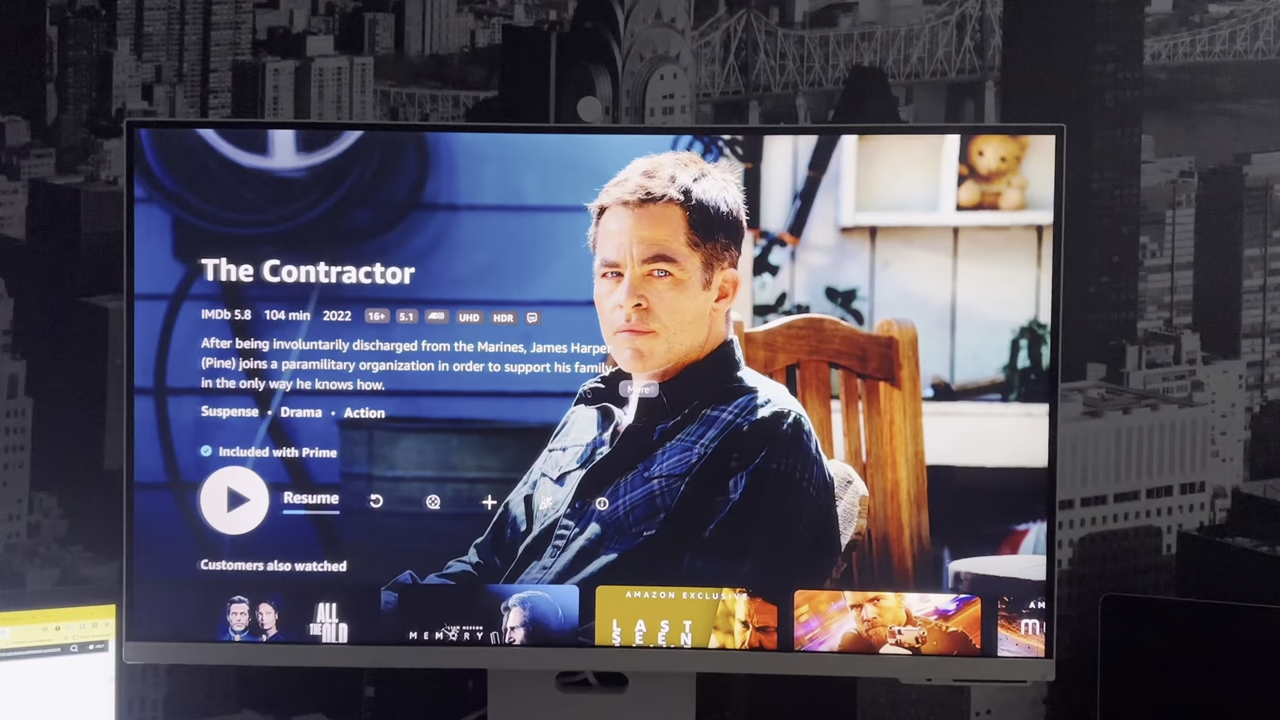 The Contractor
IMDb 5.8 104 min 2022 16+ 5.1 UHD HDR
After being involuntarily discharged from the Marines, James Harper
(Pine) joins a paramilitary organization in order to support his family
in the only way he knows how.
More
Suspense • Drama • Action
Included with Prime
Resume
Customers also watched
ALL
THE OLD
LIAM NEESON
MEMORY
AMAZON EXCLUSIVE
LAST
SEEN